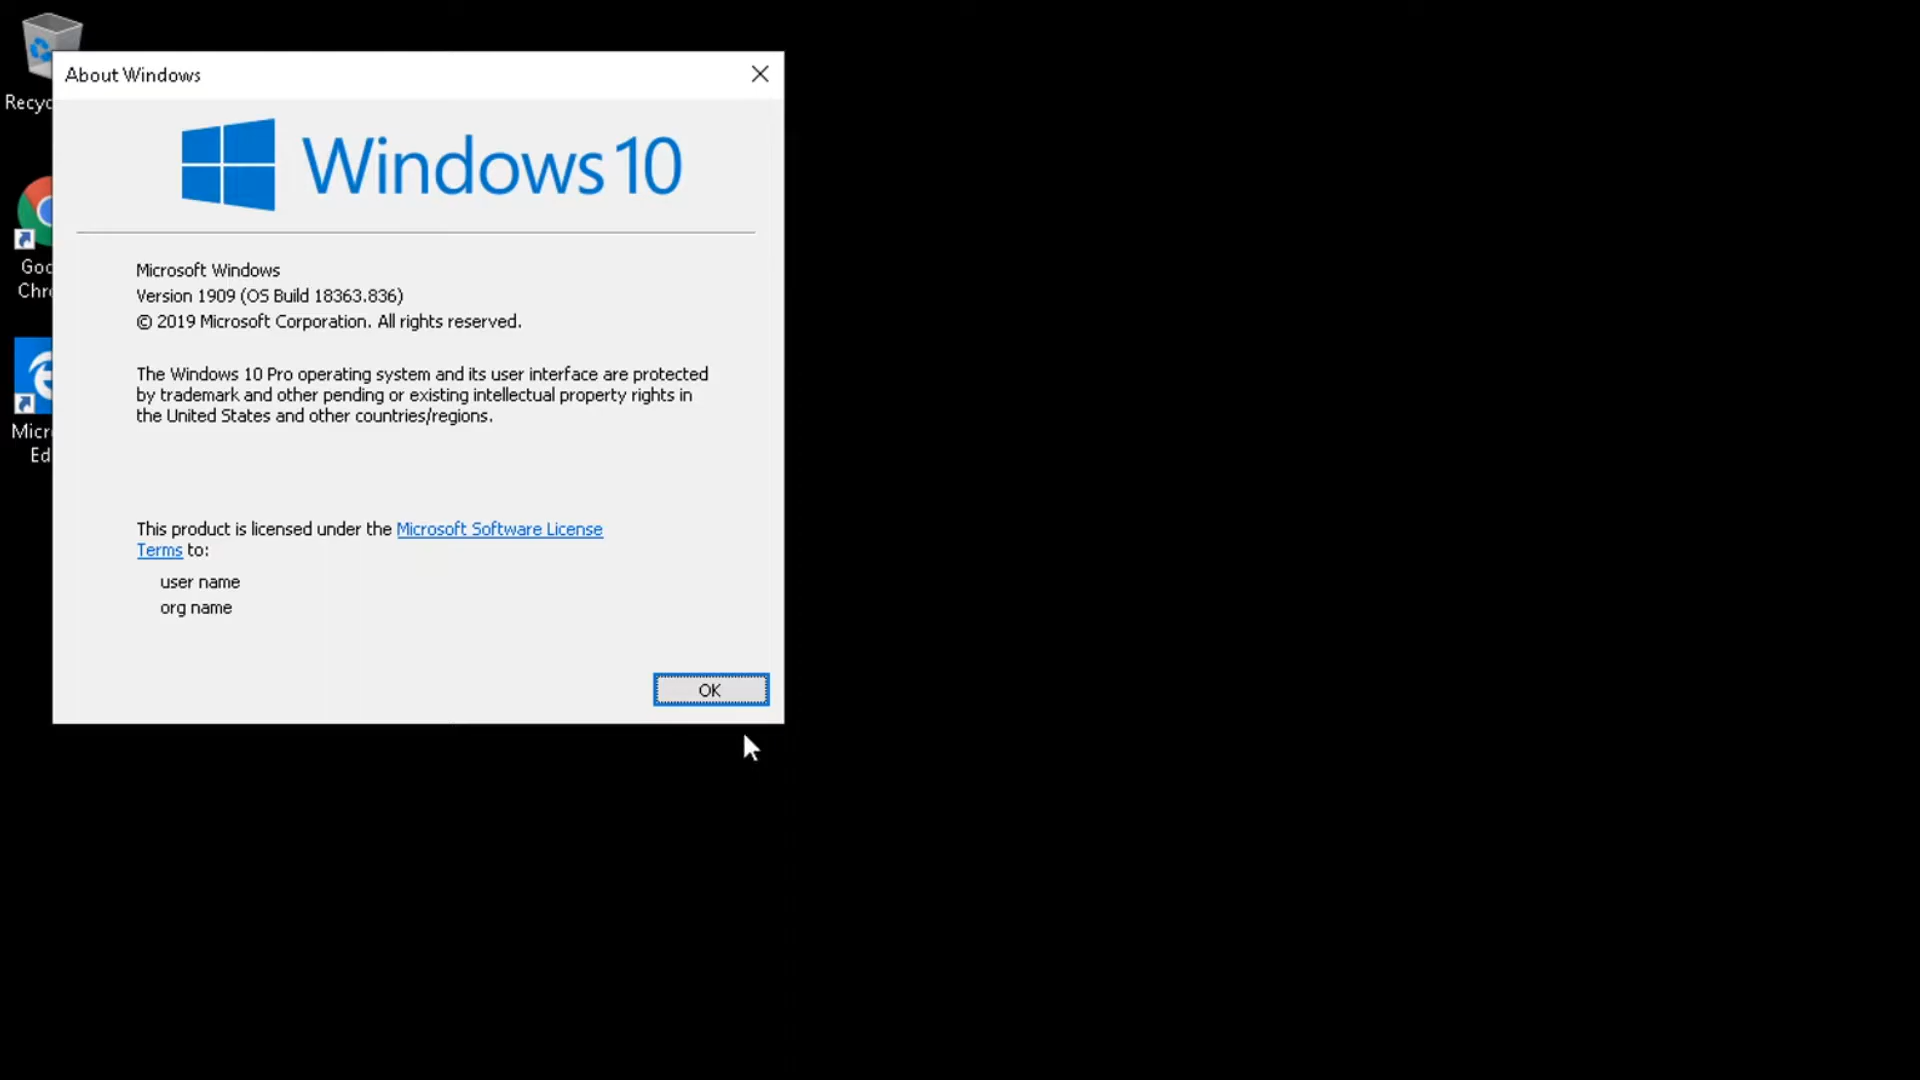 About Windows
Windows 10
Microsoft Windows
Version 1909 (OS Build 18363.836)
© 2019 Microsoft Corporation. All rights reserved.
The Windows 10 Pro operating system and its user interface are protected
by trademark and other pending or existing intellectual property rights in
the United States and other countries/regions.
This product is licensed under the Microsoft Software License
Terms to:
user name
org name
OK